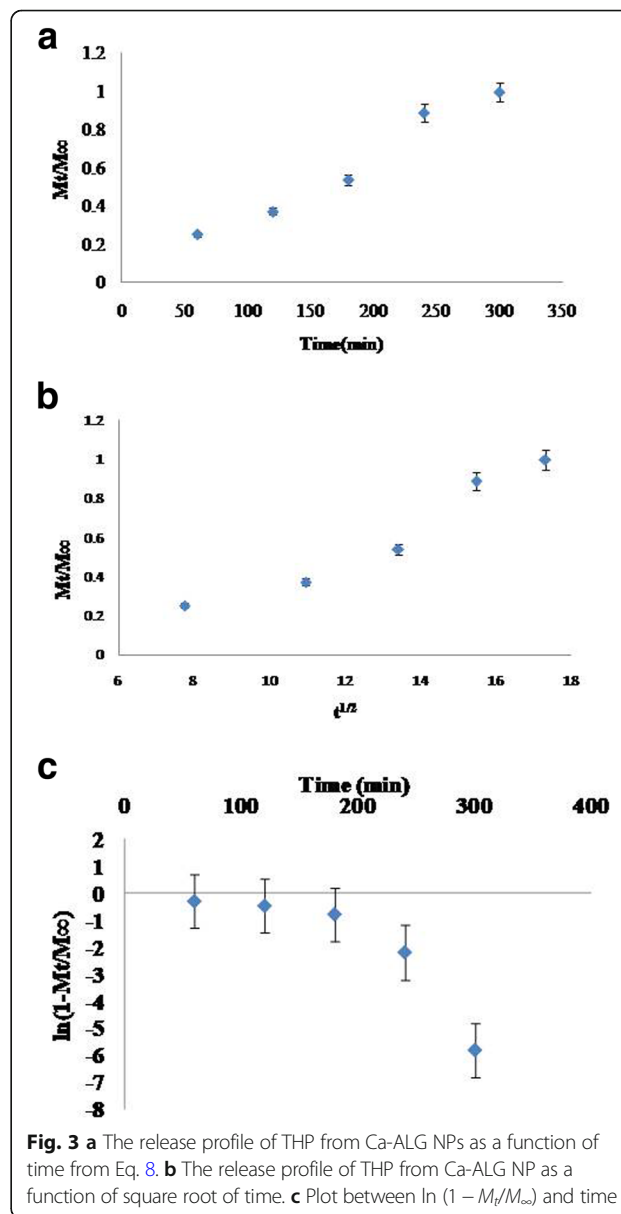 a
1.2
1
0.8
0.6
0.4
0.2
0
Mt/M∞
0 50 100 150 200 250 300 350
Time(min)
b
1.2
1
0.8
0.6
0.4
0.2
0
Mt/M∞
6 8 10 12 14 16 18
t1/2
c
Time (min)
0 100 200 300 400
2
1
0
-1
-2
-3
-4
-5
-6
-7
-8
ln(1-Mt/M∞)
Fig. 3 a The release profile of THP from Ca-ALG NPs as a function of
time from Eq. 8. b The release profile of THP from Ca-ALG NP as a
function of square root of time. c Plot between ln (1 − Mt/M∞) and time